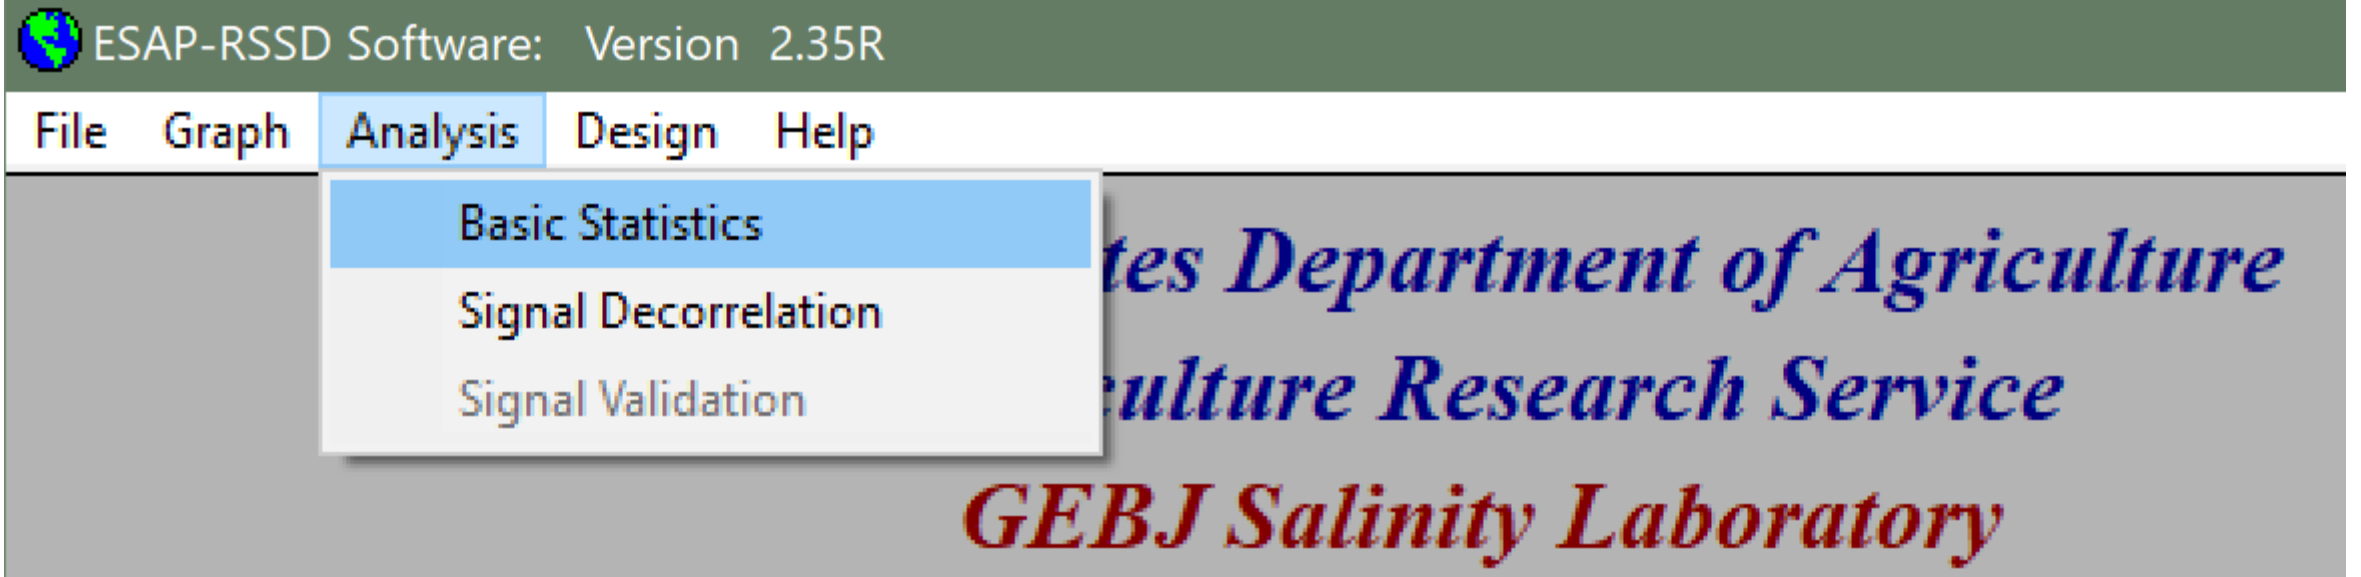 ESAP-RSSD Software: Version 2.35R
File Graph Analysis Design Help
Basic Statistics
Signal Decorrelation
Signal Validation
tes Department of Agriculture
culture Research Service
GEBJ Salinity Laboratory